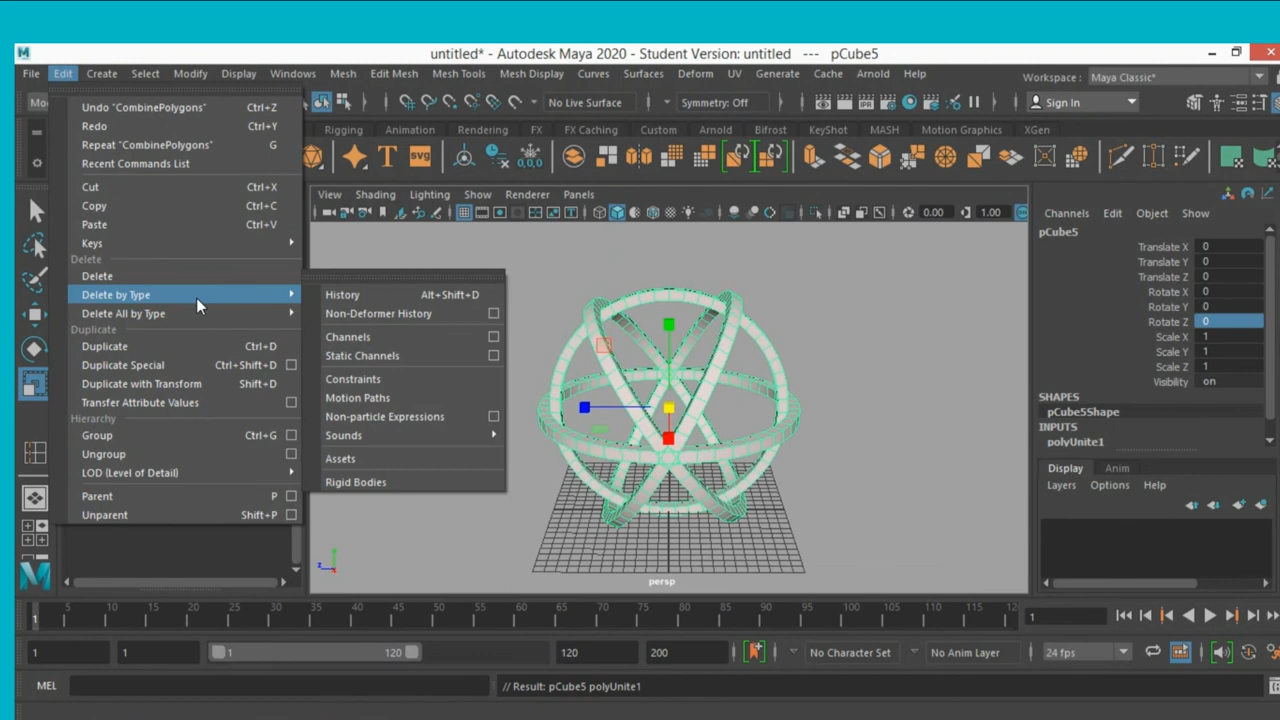 untitled* - Autodesk Maya 2020 - Student Version: untitled --- pCube5
File Edit Create Select Modify Display Windows Mesh Edit Mesh Mesh Tools Mesh Display Curves Surfaces Deform UV Generate Cache Arnold Help
Workspace : Maya Classic*
No Live Surface Symmetry: Off IPR Sign In
Rigging Animation Rendering FX FX Caching Custom Arnold Bifrost KeyShot MASH Motion Graphics XGen
T svg 0,0,0
Undo "CombinePolygons" Ctrl+Z
Redo Ctrl+Y
Repeat "CombinePolygons" G
Recent Commands List
Cut Ctrl+X
Copy Ctrl+C
Paste Ctrl+V
Keys
Delete
Delete
Delete by Type
Delete All by Type
Duplicate
Duplicate Ctrl+D
Duplicate Special Ctrl+Shift+D
Duplicate with Transform Shift+D
Transfer Attribute Values
Hierarchy
Group Ctrl+G
Ungroup
LOD (Level of Detail)
Parent P
Unparent Shift+P
History Alt+Shift+D
Non-Deformer History
Channels
Static Channels
Constraints
Motion Paths
Non-particle Expressions
Sounds
Assets
Rigid Bodies
View Shading Lighting Show Renderer Panels
0.00 1.00
persp
Channels Edit Object Show
pCube5
Translate X 0
Translate Y 0
Translate Z 0
Rotate X 0
Rotate Y 0
Rotate Z 0
Scale X 1
Scale Y 1
Scale Z 1
Visibility on
SHAPES
pCube5Shape
INPUTS
polyUnite1
Display Anim
Layers Options Help
1 5 10 15 20 25 30 35 40 45 50 55 60 65 70 75 80 85 90 95 100 105 110 115 12
1
1 1 1 120 120 200 No Character Set No Anim Layer 24 fps
MEL // Result: pCube5 polyUnite1